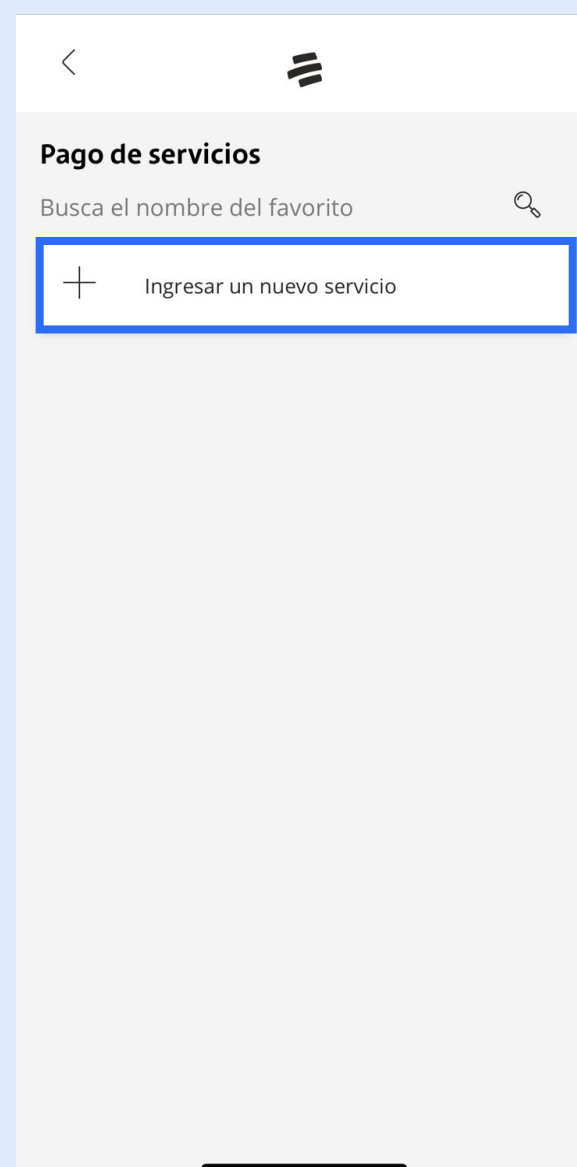 Pago de servicios
Busca el nombre del favorito
Ingresar un nuevo servicio